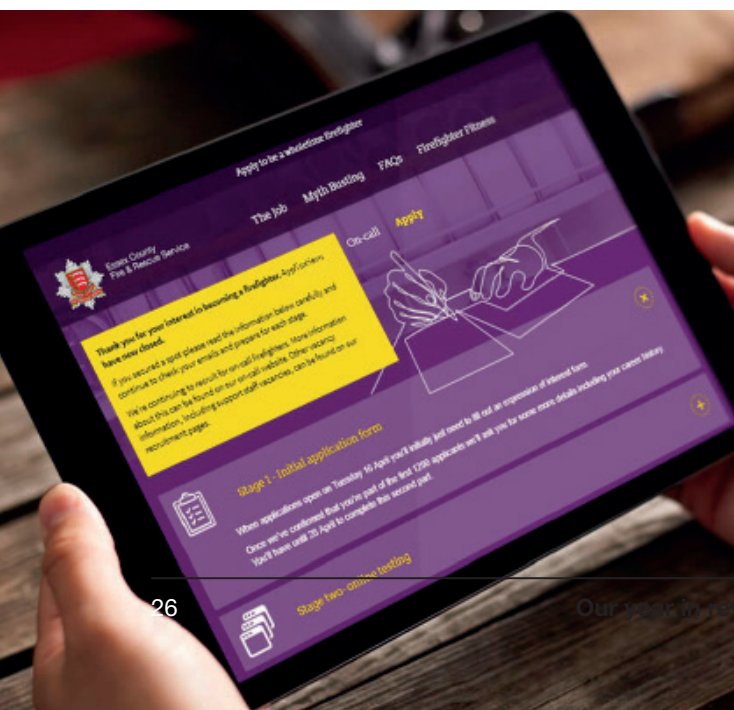 Apply to be a wholetime firefighter
The Job Myth Busting FAQs Firefighter Fitness
On-call Apply
Essex County
Fire & Rescue Service
Thank you for your interest in becoming a firefighter. Applications
have now closed.
If you secured a spot please read the information below carefully and
continue to check your emails and prepare for each stage.
We're continuing to recruit for on-call firefighters. More information
about this can be found on our on-call website. Other vacancy
information, including support staff vacancies, can be found on our
recruitment pages.
Stage 1 - Initial application form
When applications open on Tuesday 16 April you'll initially just need to fill out an expression of interest form.
Once we've confirmed that you're part of the first 1200 applicants we'll ask you for some more details including your career history
You'll have until 28 April to complete this second part.
Stage two- online testing
26
Our year in